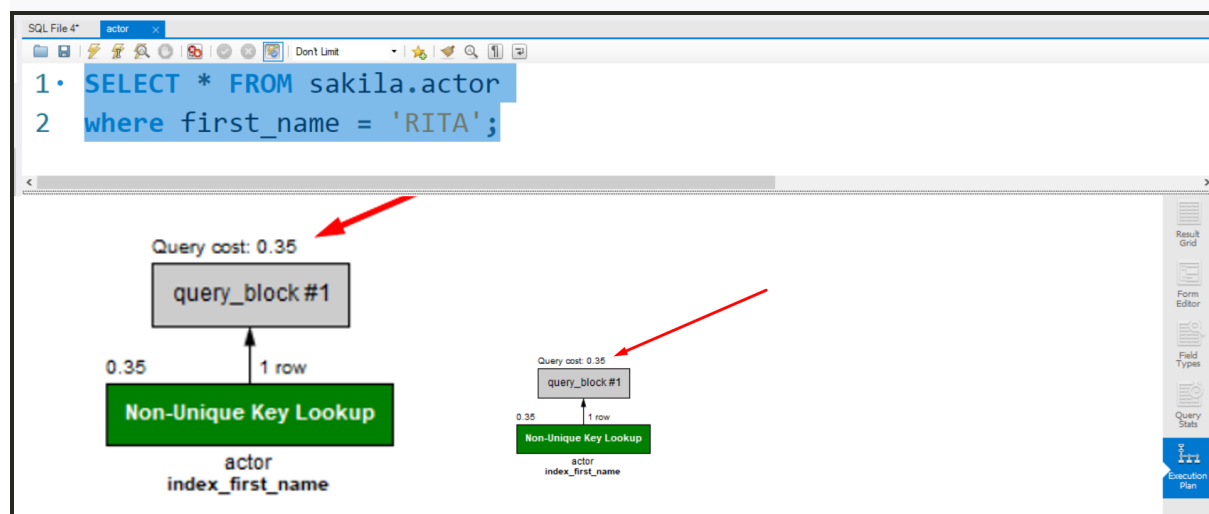 SQL File 4*
actor
Don't Limit
1 SELECT * FROM sakila.actor
2 where first_name = 'RITA';
Query cost: 0.35
query_block #1
0.35 1 row
Non-Unique Key Lookup
actor
index_first_name
Query cost: 0.35
query_block #1
0.35 1 row
Non-Unique Key Lookup
actor
index_first_name
Result
Grid
Form
Editor
Field
Types
Query
Stats
Execution
Plan